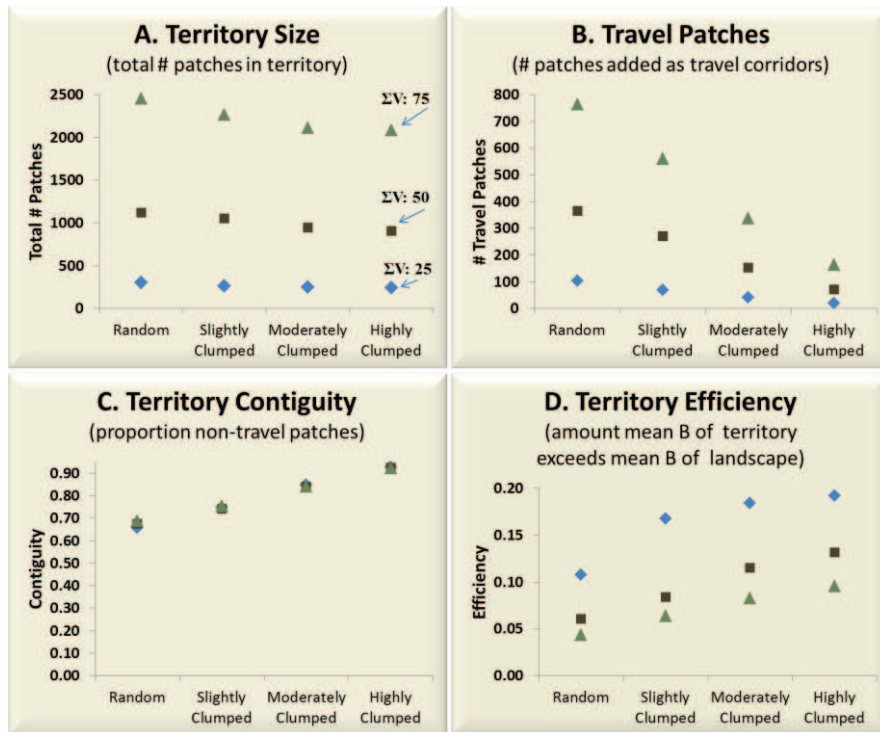 A. Territory Size
(total # patches in territory)
Total # Patches
2500
2000
1500
1000
500
0
ΣV: 75
ΣV: 50
ΣV: 25
Random
Slightly
Clumped
Moderately
Clumped
Highly
Clumped
B. Travel Patches
(# patches added as travel corridors)
# Travel Patches
800
700
600
500
400
300
200
100
0
Random
Slightly
Clumped
Moderately
Clumped
Highly
Clumped
C. Territory Contiguity
(proportion non-travel patches)
Contiguity
0.90
0.80
0.70
0.60
0.50
0.40
0.30
0.20
0.10
0.00
Random
Slightly
Clumped
Moderately
Clumped
Highly
Clumped
D. Territory Efficiency
(amount mean B of territory
exceeds mean B of landscape)
Efficiency
0.20
0.15
0.10
0.05
0.00
Random
Slightly
Clumped
Moderately
Clumped
Highly
Clumped